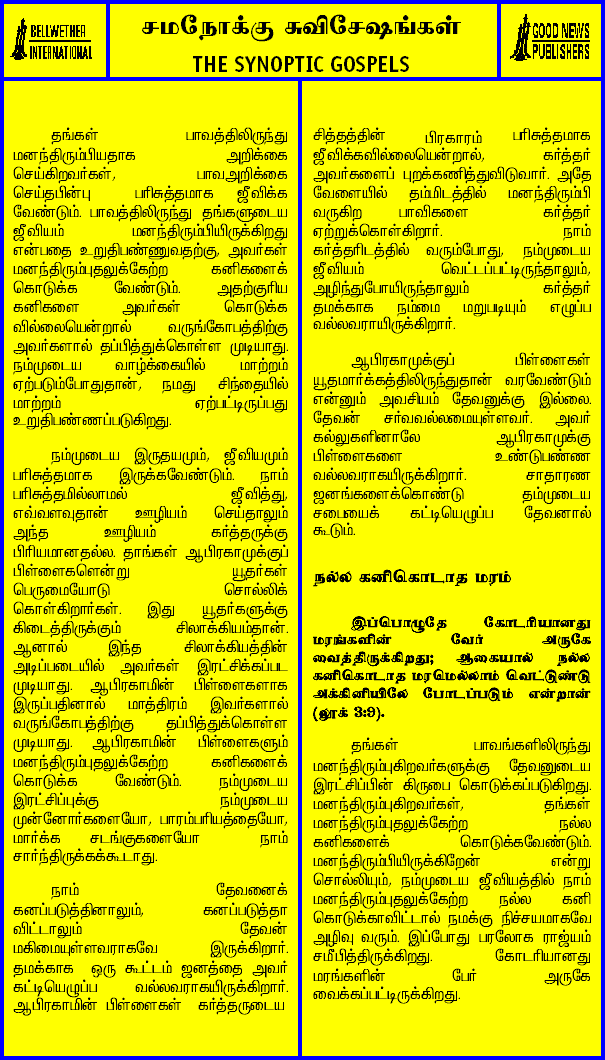 BELLWETHER
INTERNATIONAL
சமநோக்கு சுவிசேஷங்கள்
THE SYNOPTIC GOSPELS
GOOD NEWS
PUBLISHERS
தங்கள் பாவத்திலிருந்து
மனந்திரும்பியதாக அறிக்கை
செய்கிறவர்கள், பாவஅறிக்கை
செய்தபின்பு பரிசுத்தமாக ஜீவிக்க
வேண்டும். பாவத்திலிருந்து தங்களுடைய
ஜீவியம் மனந்திரும்பியிருக்கிறது
என்பதை உறுதிபண்ணுவதற்கு, அவர்கள்
மனந்திரும்புதலுக்கேற்ற கனிகளைக்
கொடுக்க வேண்டும். அதற்குரிய
கனிகளை அவர்கள் கொடுக்க
வில்லையென்றால் வருங்கோபத்திற்கு
அவர்களால் தப்பித்துக்கொள்ள முடியாது.
நம்முடைய வாழ்க்கையில் மாற்றம்
ஏற்படும்போதுதான், நமது சிந்தையில்
மாற்றம் ஏற்பட்டிருப்பது
உறுதிபண்ணப்படுகிறது.
நம்முடைய இருதயமும், ஜீவியமும்
பரிசுத்தமாக இருக்கவேண்டும். நாம்
பரிசுத்தமில்லாமல் ஜீவித்து,
எவ்வளவுதான் ஊழியம் செய்தாலும்
அந்த ஊழியம் கர்த்தருக்கு
பிரியமானதல்ல. தாங்கள் ஆபிரகாமுக்குப்
பிள்ளைகளென்று யூதர்கள்
பெருமையோடு சொல்லிக்
கொள்கிறார்கள். இது யூதர்களுக்கு
கிடைத்திருக்கும் சிலாக்கியம்தான்.
ஆனால் இந்த சிலாக்கியத்தின்
அடிப்படையில் அவர்கள் இரட்சிக்கப்பட
முடியாது. ஆபிரகாமின் பிள்ளைகளாக
இருப்பதினால் மாத்திரம் இவர்களால்
வருங்கோபத்திற்கு தப்பித்துக்கொள்ள
முடியாது. ஆபிரகாமின் பிள்ளைகளும்
மனந்திரும்புதலுக்கேற்ற கனிகளைக்
கொடுக்க வேண்டும். நம்முடைய
இரட்சிப்புக்கு நம்முடைய
முன்னோர்களையோ, பாரம்பரியத்தையோ,
மார்க்க சடங்குகளையோ நாம்
சார்ந்திருக்கக்கூடாது.
நாம் தேவனைக்
கனப்படுத்தினாலும், கனப்படுத்தா
விட்டாலும் தேவன்
மகிமையுள்ளவராகவே இருக்கிறார்.
தமக்காக ஒரு கூட்டம் ஜனத்தை அவர்
கட்டியெழுப்ப வல்லவராகயிருக்கிறார்.
ஆபிரகாமின் பிள்ளைகள் கர்த்தருடைய
சித்தத்தின் பிரகாரம் பரிசுத்தமாக
ஜீவிக்கவில்லையென்றால், கர்த்தர்
அவர்களைப் புறக்கணித்துவிடுவார். அதே
வேளையில் தம்மிடத்தில் மனந்திரும்பி
வருகிற பாவிகளை கர்த்தர்
ஏற்றுக்கொள்கிறார். நாம்
கர்த்தரிடத்தில் வரும்போது, நம்முடைய
ஜீவியம் வெட்டப்பட்டிருந்தாலும்,
அழிந்துபோயிருந்தாலும் கர்த்தர்
தமக்காக நம்மை மறுபடியும் எழுப்ப
வல்லவராயிருக்கிறார்.
ஆபிரகாமுக்குப் பிள்ளைகள்
யூதமார்க்கத்திலிருந்துதான் வரவேண்டும்
என்னும் அவசியம் தேவனுக்கு இல்லை.
தேவன் சர்வவல்லமையுள்ளவர். அவர்
கல்லுகளினாலே ஆபிரகாமுக்கு
பிள்ளைகளை உண்டுபண்ண
வல்லவராகயிருக்கிறார். சாதாரண
ஜனங்களைக்கொண்டு தம்முடைய
சபையைக் கட்டியெழுப்ப தேவனால்
கூடும்.
நல்ல கனிகொடாத மரம்
இப்பொழுதே கோடரியானது
மரங்களின் வேர் அருகே
வைத்திருக்கிறது; ஆகையால் நல்ல
கனிகொடாத மரமெல்லாம் வெட்டுண்டு
அக்கினியிலே போடப்படும் என்றான்
(லூக் 3:9).
தங்கள் பாவங்களிலிருந்து
மனந்திரும்புகிறவர்களுக்கு தேவனுடைய
இரட்சிப்பின் கிருபை கொடுக்கப்படுகிறது.
மனந்திரும்புகிறவர்கள், தங்கள்
மனந்திரும்புதலுக்கேற்ற நல்ல
கனிகளைக் கொடுக்கவேண்டும்.
மனந்திரும்பியிருக்கிறேன் என்று
சொல்லியும், நம்முடைய ஜீவியத்தில் நாம்
மனந்திரும்புதலுக்கேற்ற நல்ல கனி
கொடுக்காவிட்டால் நமக்கு நிச்சயமாகவே
அழிவு வரும். இப்போது பரலோக ராஜ்யம்
சமீபித்திருக்கிறது. கோடரியானது
மரங்களின் பேர் அருகே
வைக்கப்பட்டிருக்கிறது.